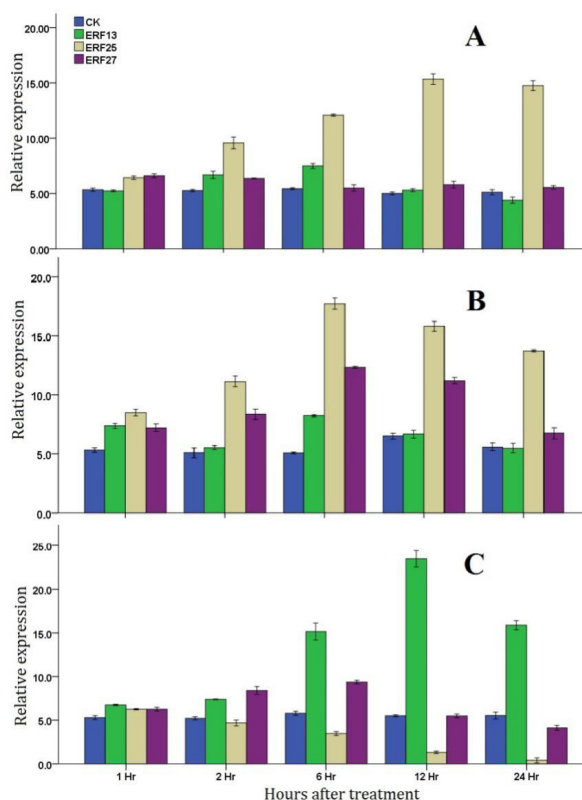 CK
ERF13
ERF25
ERF27
A
Relative expression
20.00
15.00
10.00
5.00
0.00
B
Relative expression
20.0
15.0
10.0
5.0
0.0
C
Relative expression
25.0
20.0
15.0
10.0
5.0
0.0
1 Hr 2 Hr 6 Hr 12 Hr 24 Hr
Hours after treatment